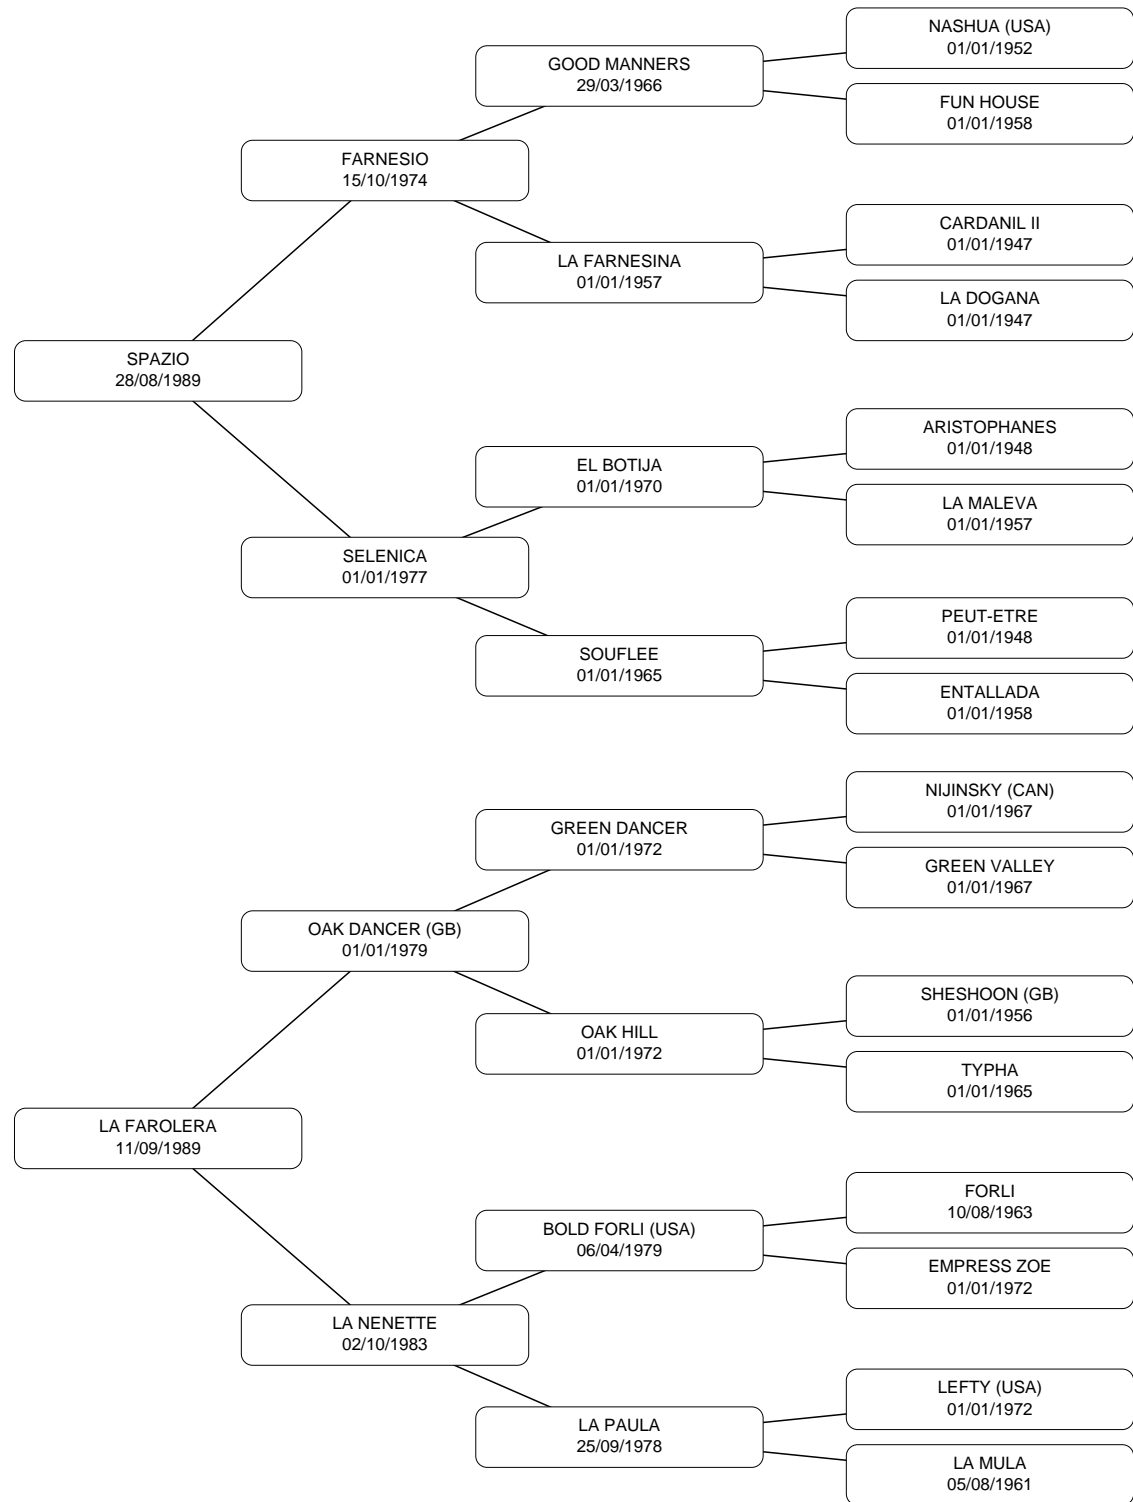 NASHUA (USA)
01/01/1952
GOOD MANNERS
29/03/1966
FUN HOUSE
01/01/1958
FARNESIO
15/10/1974
CARDANIL II
01/01/1947
LA FARNESINA
01/01/1957
LA DOGANA
01/01/1947
SPAZIO
28/08/1989
ARISTOPHANES
01/01/1948
EL BOTIJA
01/01/1970
LA MALEVA
01/01/1957
SELENICA
01/01/1977
PEUT-ETRE
01/01/1948
SOUFLEE
01/01/1965
ENTALLADA
01/01/1958
NIJINSKY (CAN)
01/01/1967
GREEN DANCER
01/01/1972
GREEN VALLEY
01/01/1967
OAK DANCER (GB)
01/01/1979
SHESHOON (GB)
01/01/1956
OAK HILL
01/01/1972
TYPHA
01/01/1965
LA FAROLERA
11/09/1989
FORLI
10/08/1963
BOLD FORLI (USA)
06/04/1979
EMPRESS ZOE
01/01/1972
LA NENETTE
02/10/1983
LEFTY (USA)
01/01/1972
LA PAULA
25/09/1978
LA MULA
05/08/1961